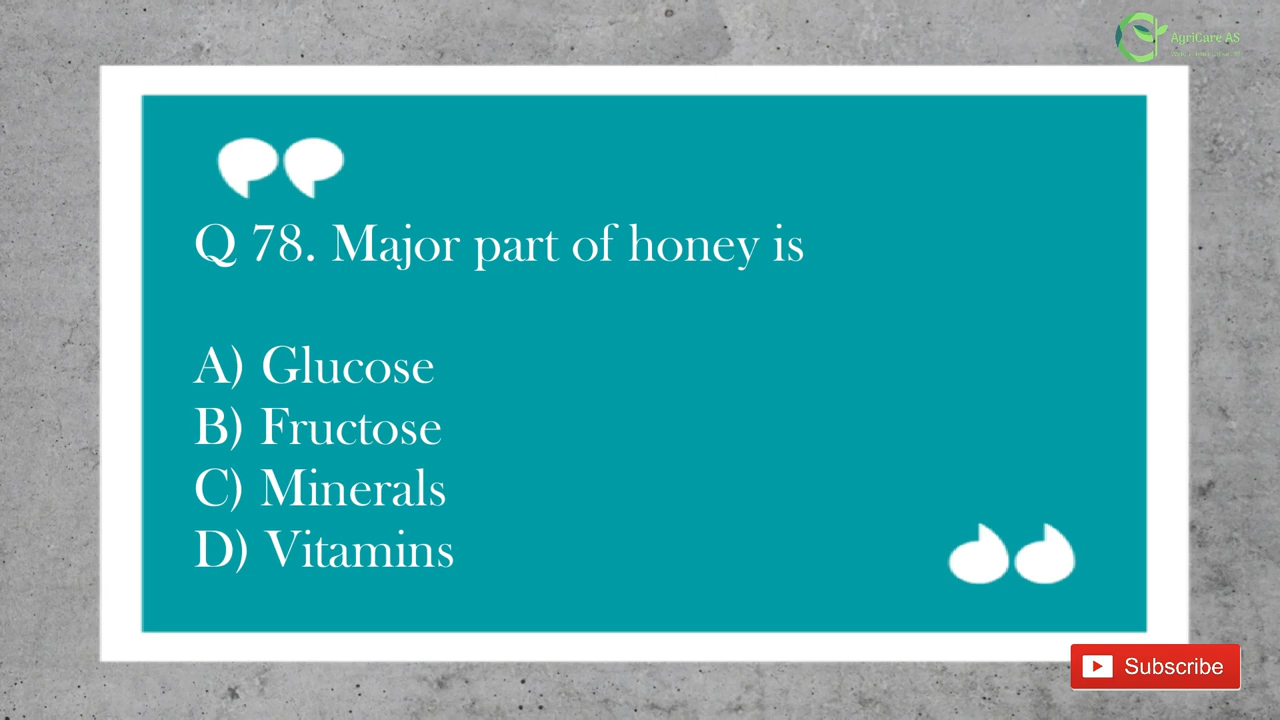 AgriCare AS
Q 78. Major part of honey is
A) Glucose
B) Fructose
C) Minerals
D) Vitamins
Subscribe